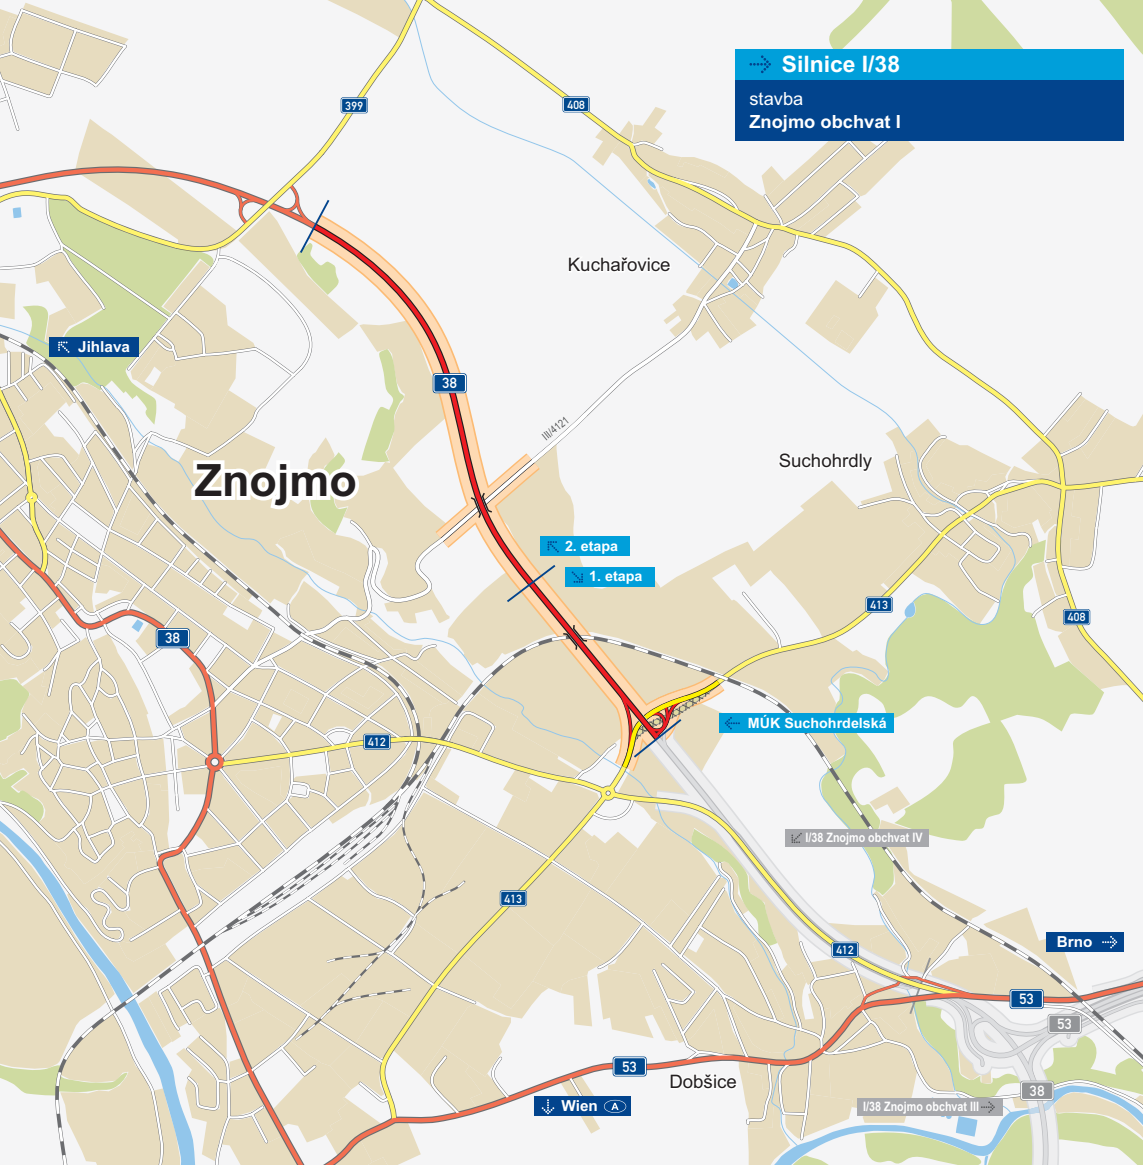 Silnice I/38
stavba
Znojmo obchvat I
399
408
Kuchařovice
Jihlava
38
III/4121
Suchohrdly
Znojmo
2. etapa
1. etapa
413
408
38
MÚK Suchohrdelská
412
I/38 Znojmo obchvat IV
413
412
Brno
53
53
53
Dobšice
38
Wien A
I/38 Znojmo obchvat III